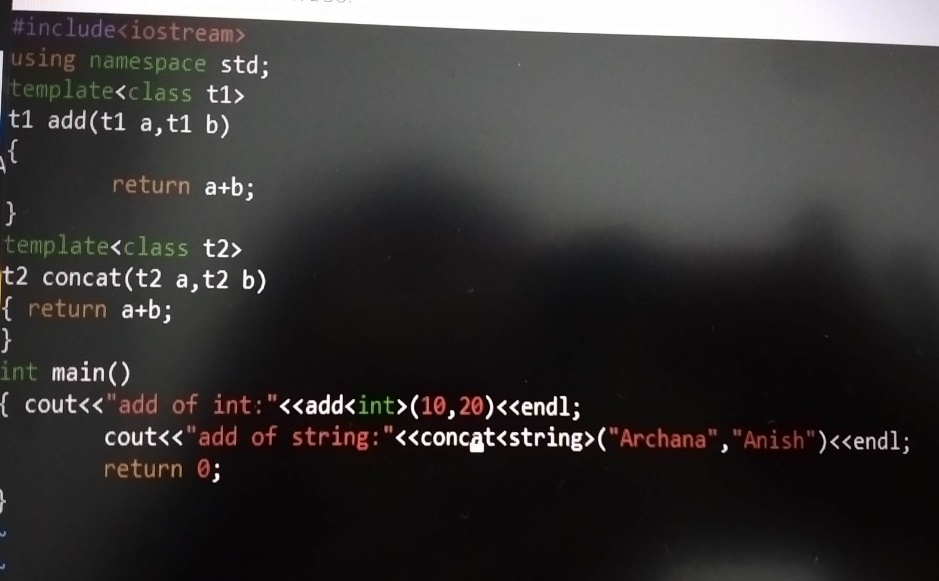 #include<iostream>
using namespace std;
template<class t1>
t1 add(t1 a,t1 b)
{
        return a+b;
}
template<class t2>
t2 concat(t2 a,t2 b)
{ return a+b;
}
int main()
{ cout<<"add of int:"<<add<int>(10,20)<<endl;
        cout<<"add of string:"<<concat<string>("Archana","Anish")<<endl;
        return 0;
}
~
~